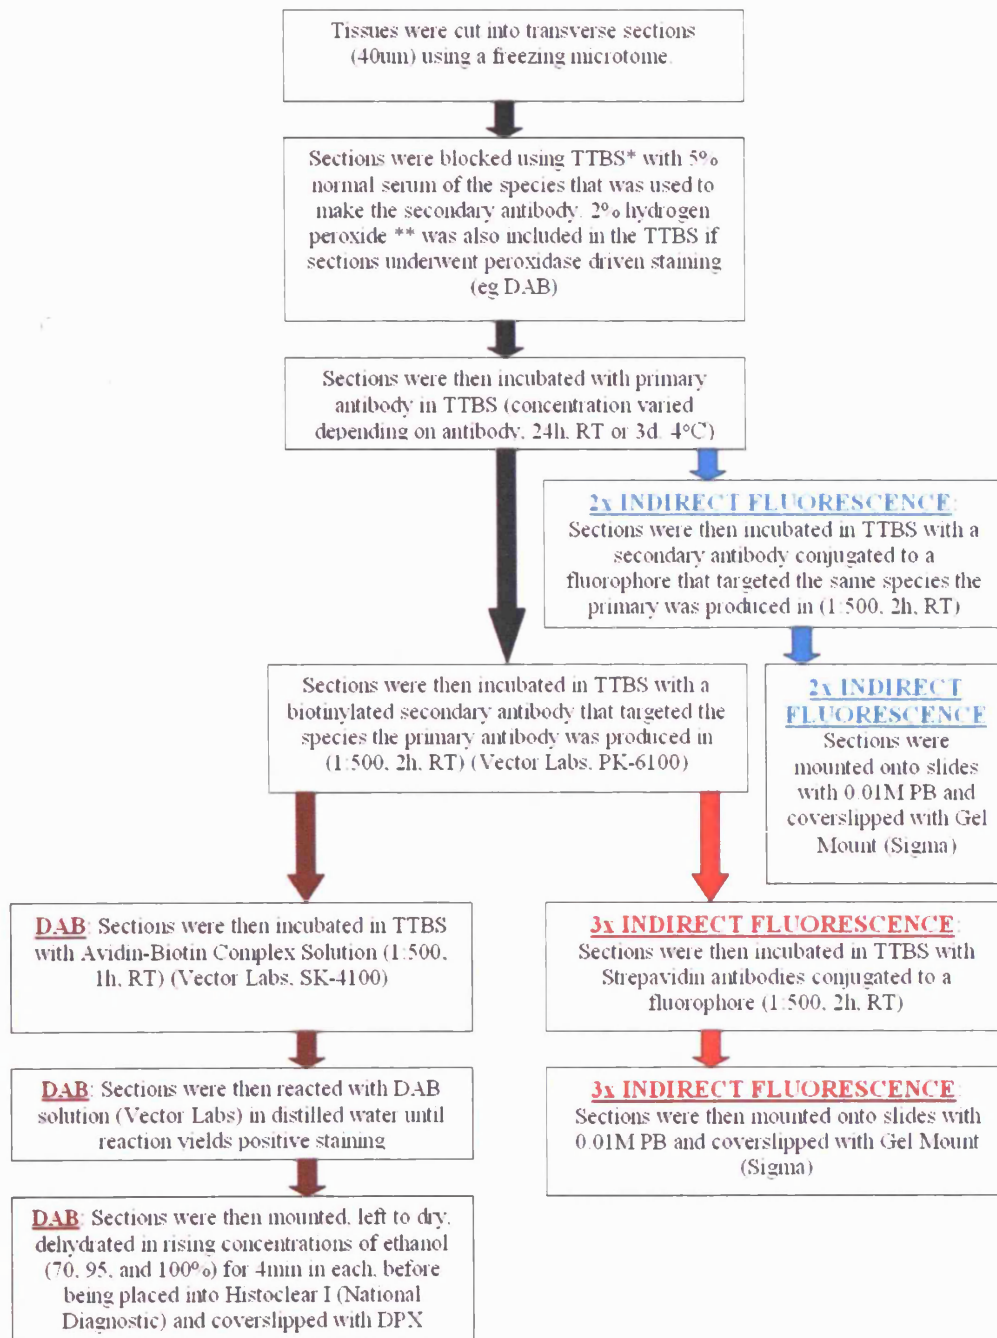 Tissues were cut into transverse sections
(40um) using a freezing microtome.
Sections were blocked using TTBS* with 5%
normal serum of the species that was used to
make the secondary antibody. 2% hydrogen
peroxide ** was also included in the TTBS if
sections underwent peroxidase driven staining
(eg DAB)
Sections were then incubated with primary
antibody in TTBS (concentration varied
depending on antibody, 24h, RT or 3d, 4°C)
2x INDIRECT FLUORESCENCE:
Sections were then incubated in TTBS with a
secondary antibody conjugated to a
fluorophore that targeted the same species the
primary was produced in (1:500, 2h, RT)
Sections were then incubated in TTBS with a
biotinylated secondary antibody that targeted the
species the primary antibody was produced in
(1:500, 2h, RT) (Vector Labs, PK-6100)
2x INDIRECT
FLUORESCENCE
Sections were
mounted onto slides
with 0.01M PB and
coverslipped with Gel
Mount (Sigma)
DAB: Sections were then incubated in TTBS
with Avidin-Biotin Complex Solution (1:500,
1h, RT) (Vector Labs, SK-4100)
3x INDIRECT FLUORESCENCE:
Sections were then incubated in TTBS with
Strepavidin antibodies conjugated to a
fluorophore (1:500, 2h, RT)
DAB: Sections were then reacted with DAB
solution (Vector Labs) in distilled water until
reaction yields positive staining
3x INDIRECT FLUORESCENCE:
Sections were then mounted onto slides with
0.01M PB and coverslipped with Gel Mount
(Sigma)
DAB: Sections were then mounted, left to dry,
dehydrated in rising concentrations of ethanol
(70, 95, and 100%) for 4min in each, before
being placed into Histoclear I (National
Diagnostic) and coverslipped with DPX